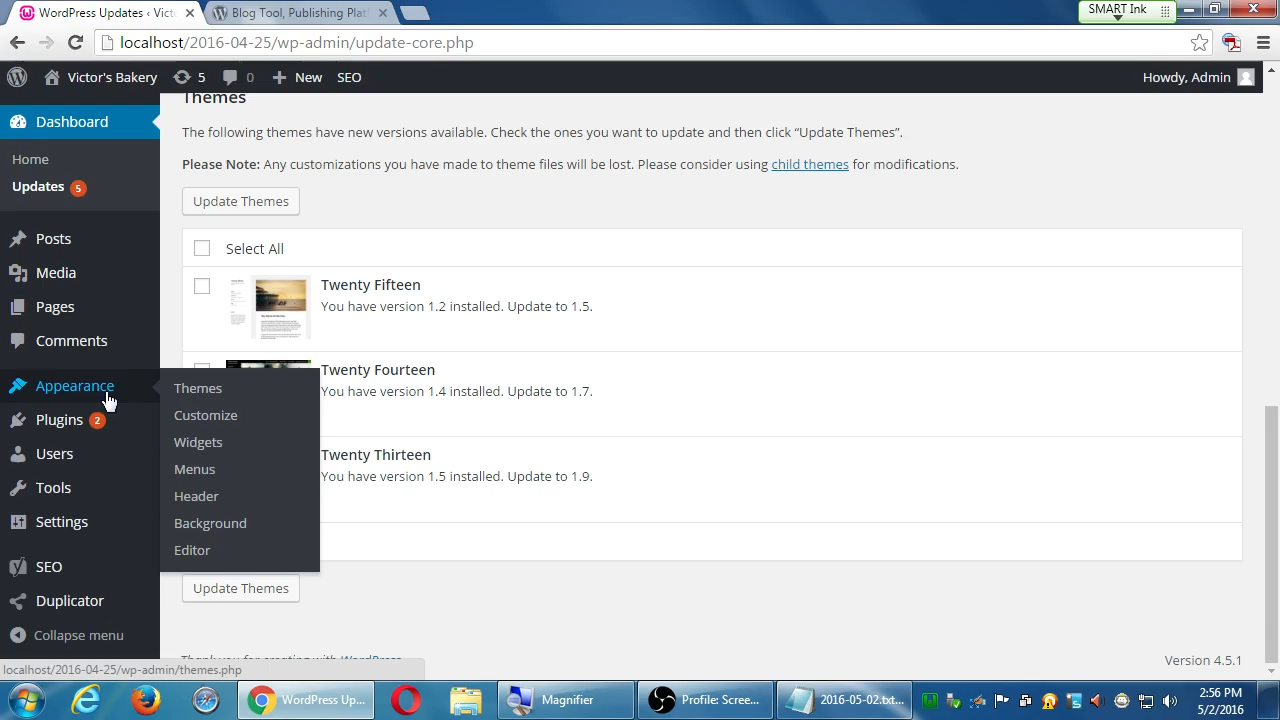 WordPress Updates ‹ Vict
Blog Tool, Publishing Plat
SMART Ink
localhost/2016-04-25/wp-admin/update-core.php
Victor's Bakery
5
0
New
SEO
Howdy, Admin
Dashboard
Home
Updates 5
Posts
Media
Pages
Comments
Appearance
Plugins 2
Users
Tools
Settings
SEO
Duplicator
Collapse menu
Themes
Customize
Widgets
Menus
Header
Background
Editor
Themes
The following themes have new versions available. Check the ones you want to update and then click “Update Themes”.
Please Note: Any customizations you have made to theme files will be lost. Please consider using child themes for modifications.
Update Themes
Select All
Twenty Fifteen
You have version 1.2 installed. Update to 1.5.
Twenty Fourteen
You have version 1.4 installed. Update to 1.7.
Twenty Thirteen
You have version 1.5 installed. Update to 1.9.
Update Themes
Thank you for creating with WordPress
Version 4.5.1
localhost/2016-04-25/wp-admin/themes.php
WordPress Up...
Magnifier
Profile: Scree...
2016-05-02.txt...
2:56 PM
5/2/2016